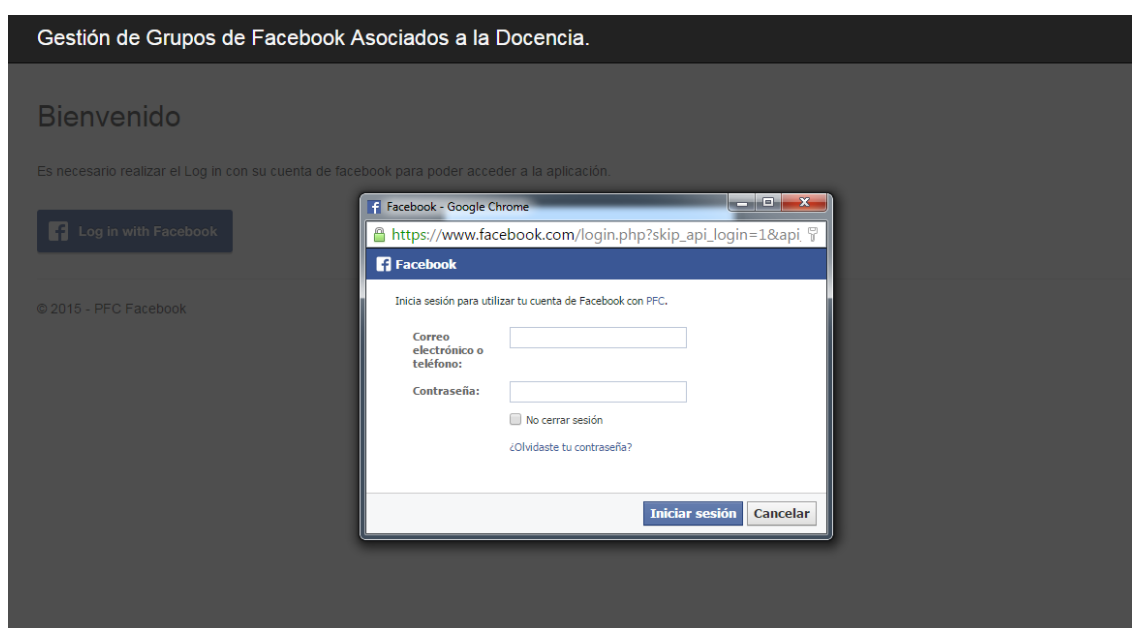 Gestión de Grupos de Facebook Asociados a la Docencia.
Bienvenido
Es necesario realizar el Log in con su cuenta de facebook para poder acceder a la aplicación.
Log in with Facebook
© 2015 - PFC Facebook
Facebook - Google Chrome
https://www.facebook.com/login.php?skip_api_login=1&api_
Facebook
Inicia sesión para utilizar tu cuenta de Facebook con PFC.
Correo
electrónico o
teléfono:
Contraseña:
No cerrar sesión
¿Olvidaste tu contraseña?
Iniciar sesión
Cancelar